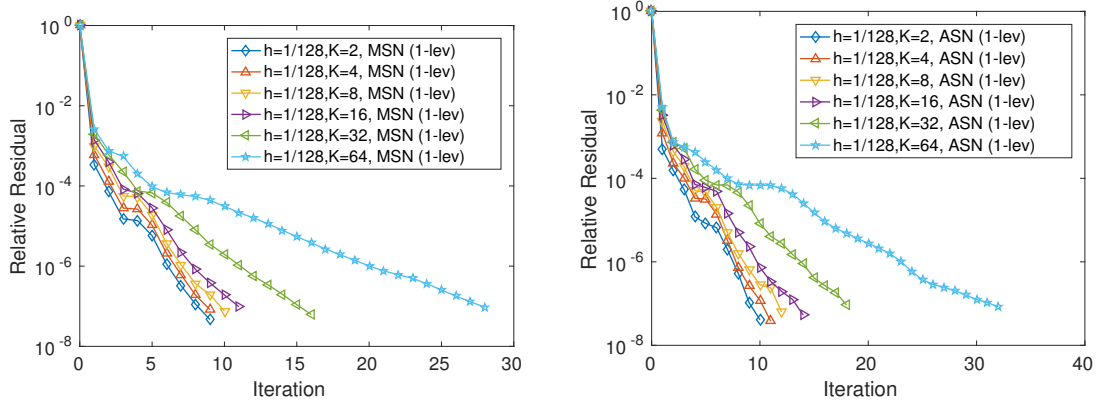 10^0
10^-2
10^-4
10^-6
10^-8
Relative Residual
h=1/128,K=2, MSN (1-lev)
h=1/128,K=4, MSN (1-lev)
h=1/128,K=8, MSN (1-lev)
h=1/128,K=16, MSN (1-lev)
h=1/128,K=32, MSN (1-lev)
h=1/128,K=64, MSN (1-lev)
0 5 10 15 20 25 30
Iteration
10^0
10^-2
10^-4
10^-6
10^-8
Relative Residual
h=1/128,K=2, ASN (1-lev)
h=1/128,K=4, ASN (1-lev)
h=1/128,K=8, ASN (1-lev)
h=1/128,K=16, ASN (1-lev)
h=1/128,K=32, ASN (1-lev)
h=1/128,K=64, ASN (1-lev)
0 10 20 30 40
Iteration